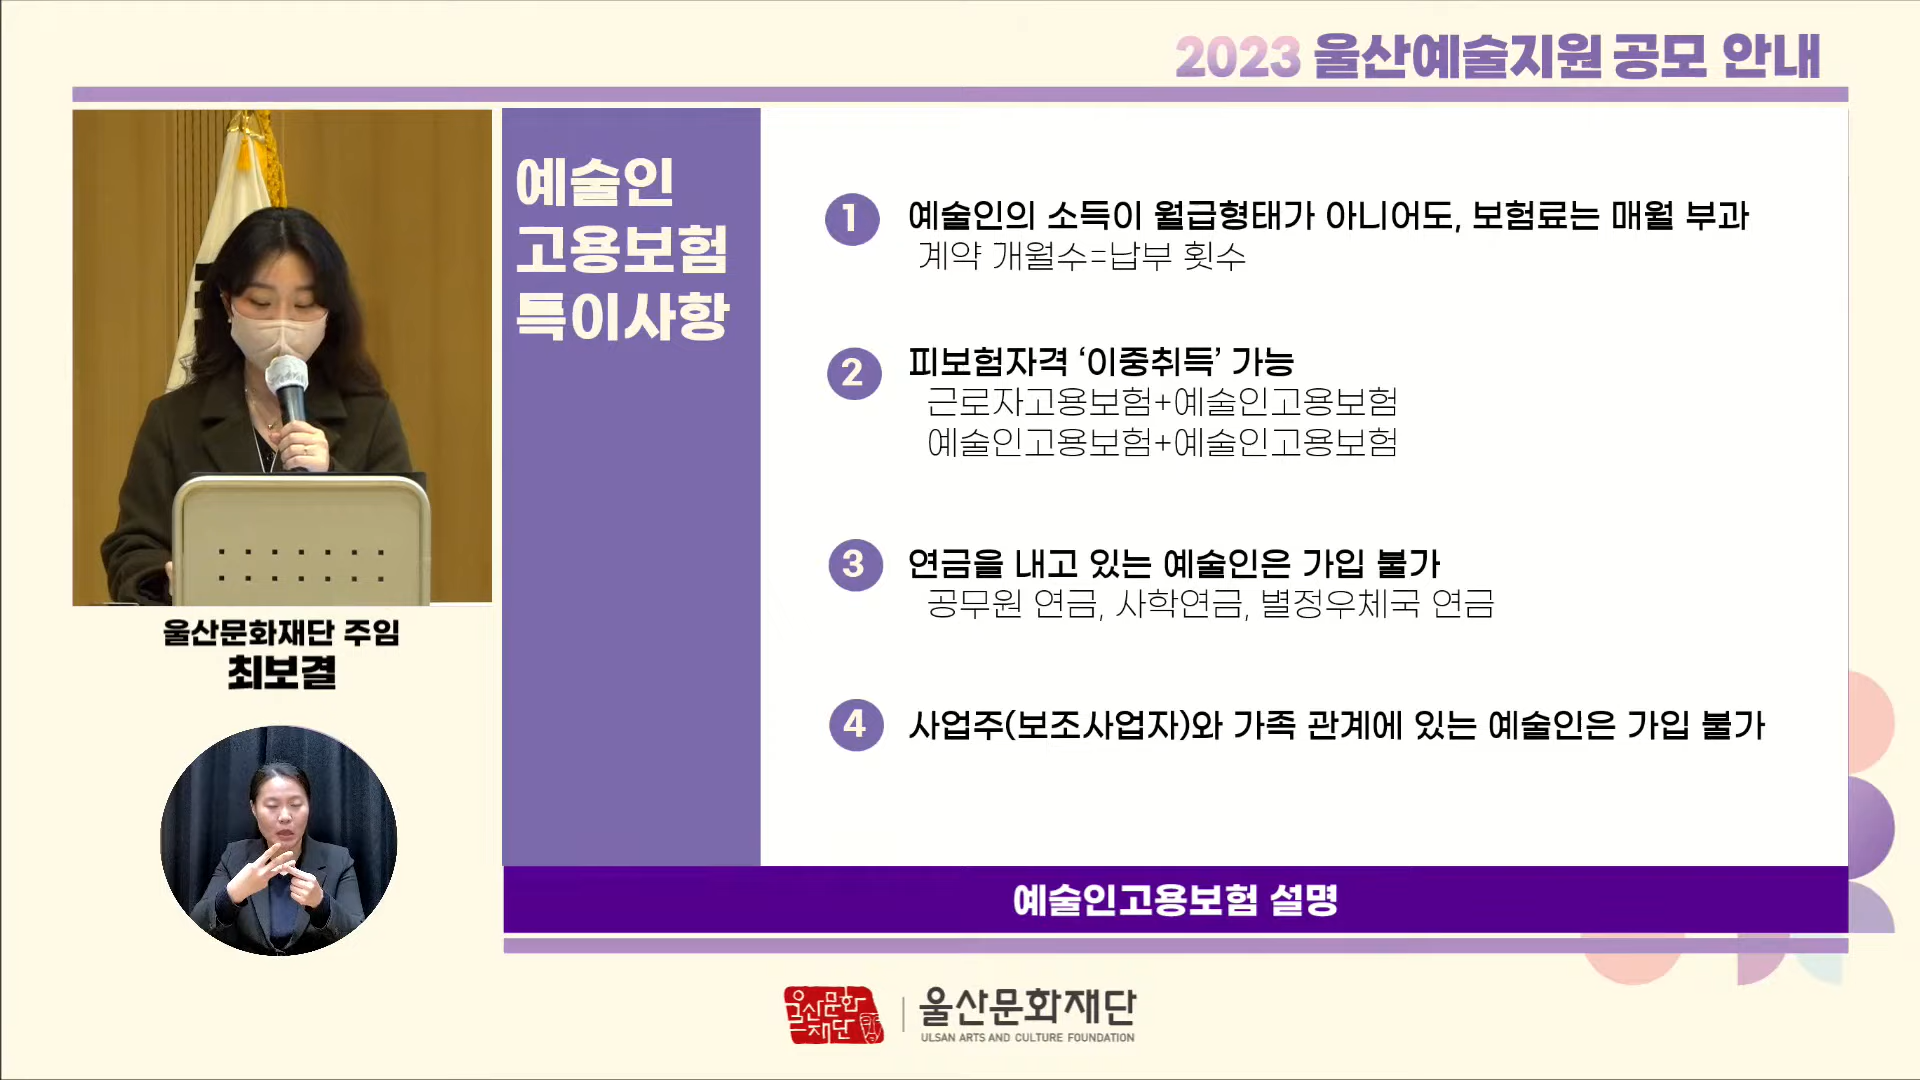 2023 울산예술지원 공모 안내
예술인
고용보험
특이사항
1 예술인의 소득이 월급형태가 아니어도, 보험료는 매월 부과
계약 개월수=납부 횟수
2 피보험자격 ‘이중취득’ 가능
근로자고용보험+예술인고용보험
예술인고용보험+예술인고용보험
3 연금을 내고 있는 예술인은 가입 불가
공무원 연금, 사학연금, 별정우체국 연금
4 사업주(보조사업자)와 가족 관계에 있는 예술인은 가입 불가
울산문화재단 주임
최보결
예술인고용보험 설명
울산문화
재단
울산문화재단
ULSAN ARTS AND CULTURE FOUNDATION